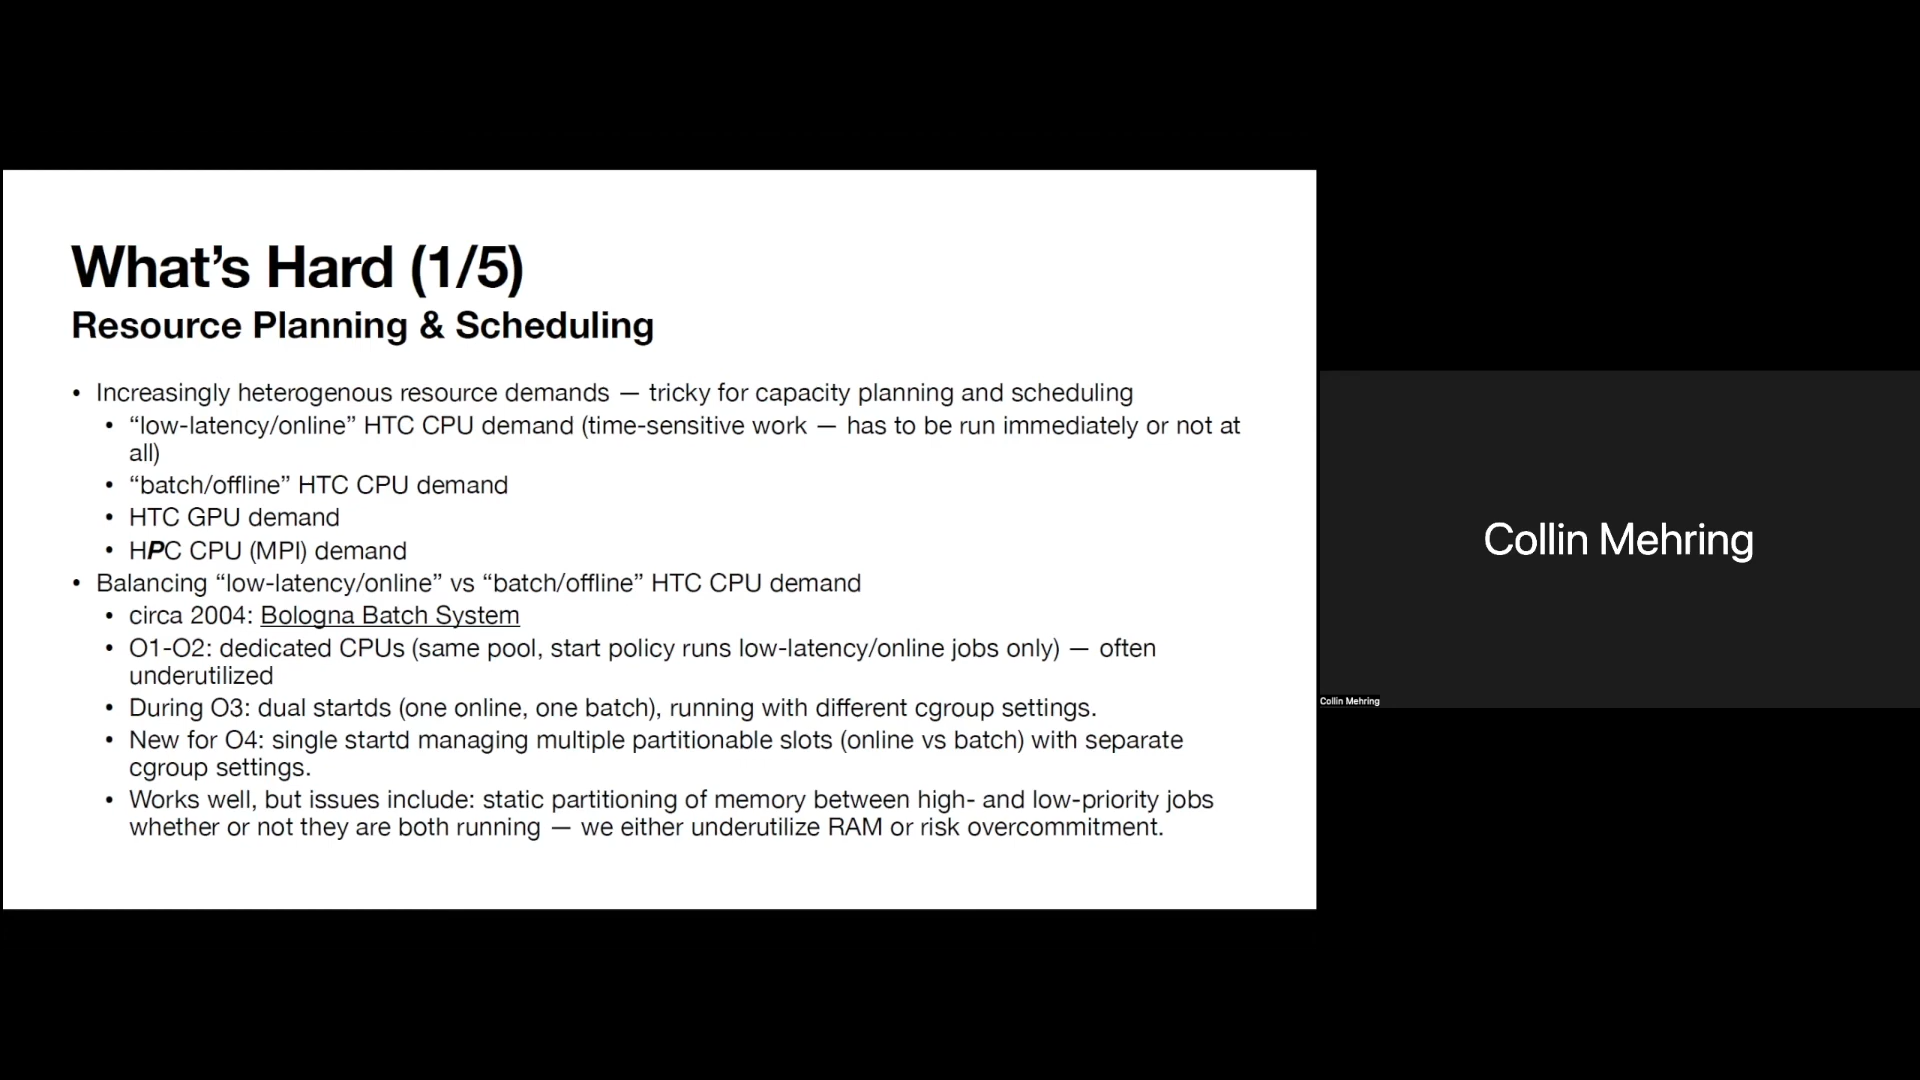 What’s Hard (1/5)
Resource Planning & Scheduling
• Increasingly heterogenous resource demands — tricky for capacity planning and scheduling
• “low-latency/online” HTC CPU demand (time-sensitive work — has to be run immediately or not at
all)
• “batch/offline” HTC CPU demand
• HTC GPU demand
• HPC CPU (MPI) demand
• Balancing “low-latency/online” vs “batch/offline” HTC CPU demand
• circa 2004: Bologna Batch System
• O1-O2: dedicated CPUs (same pool, start policy runs low-latency/online jobs only) — often
underutilized
• During O3: dual startds (one online, one batch), running with different cgroup settings.
• New for O4: single startd managing multiple partitionable slots (online vs batch) with separate
cgroup settings.
• Works well, but issues include: static partitioning of memory between high- and low-priority jobs
whether or not they are both running — we either underutilize RAM or risk overcommitment.
Collin Mehring
Collin Mehring